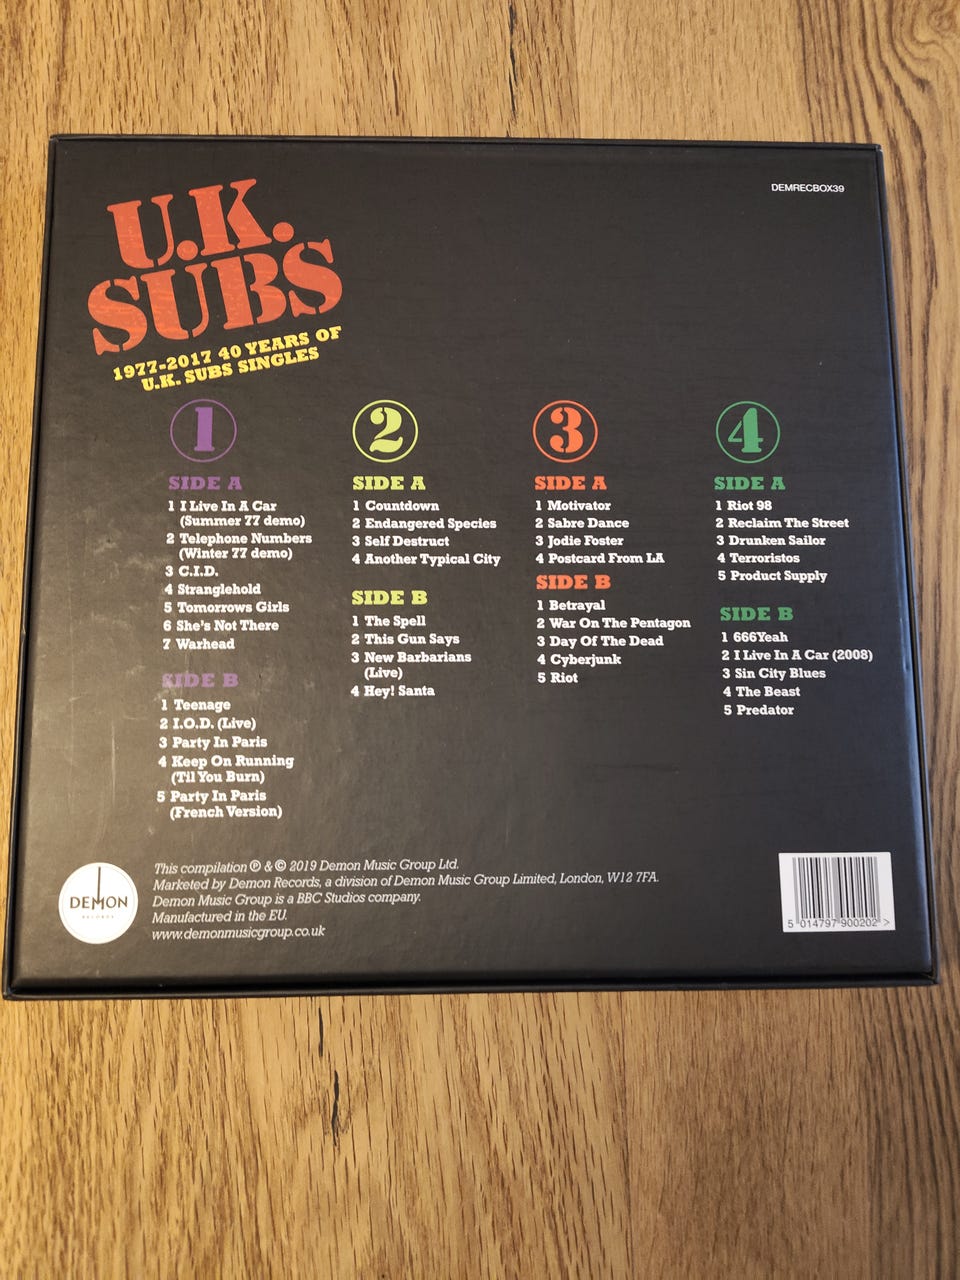 DEMRECBOX39
U.K.
SUBS
1977-2017 40 YEARS OF
U.K. SUBS SINGLES
1
SIDE A
1 I Live In A Car
(Summer 77 demo)
2 Telephone Numbers
(Winter 77 demo)
3 C.I.D.
4 Stranglehold
5 Tomorrows Girls
6 She's Not There
7 Warhead
SIDE B
1 Teenage
2 I.O.D. (Live)
3 Party In Paris
4 Keep On Running
(Til You Burn)
5 Party In Paris
(French Version)
2
SIDE A
1 Countdown
2 Endangered Species
3 Self Destruct
4 Another Typical City
SIDE B
1 The Spell
2 This Gun Says
3 New Barbarians
(Live)
4 Hey! Santa
3
SIDE A
1 Motivator
2 Sabre Dance
3 Jodie Foster
4 Postcard From LA
SIDE B
1 Betrayal
2 War On The Pentagon
3 Day Of The Dead
4 Cyberjunk
5 Riot
4
SIDE A
1 Riot 98
2 Reclaim The Street
3 Drunken Sailor
4 Terroristos
5 Product Supply
SIDE B
1 666Yeah
2 I Live In A Car (2008)
3 Sin City Blues
4 The Beast
5 Predator
DEMON
RECORDS
This compilation ℗ & © 2019 Demon Music Group Ltd.
Marketed by Demon Records, a division of Demon Music Group Limited, London, W12 7FA.
Demon Music Group is a BBC Studios company.
Manufactured in the EU.
www.demonmusicgroup.co.uk
5 014797 900202 >